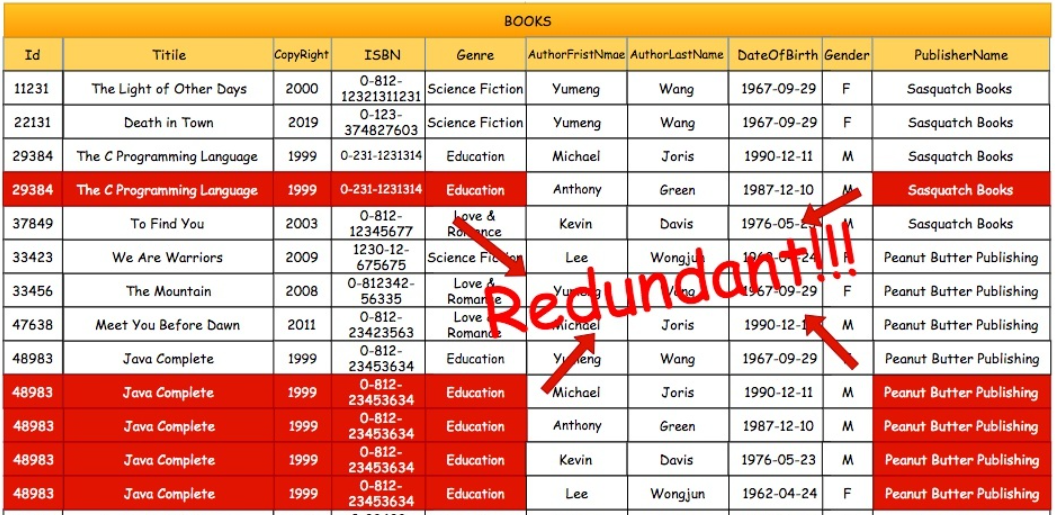 BOOKS
Id Titile CopyRight ISBN Genre AuthorFristNmae AuthorLastName DateOfBirth Gender PublisherName
11231 The Light of Other Days 2000 0-812-12321311231 Science Fiction Yumeng Wang 1967-09-29 F Sasquatch Books
22131 Death in Town 2019 0-123-374827603 Science Fiction Yumeng Wang 1967-09-29 F Sasquatch Books
29384 The C Programming Language 1999 0-231-1231314 Education Michael Joris 1990-12-11 M Sasquatch Books
29384 The C Programming Language 1999 0-231-1231314 Education Anthony Green 1987-12-10 M Sasquatch Books
37849 To Find You 2003 0-812-12345677 Love & Romance Kevin Davis 1976-05-23 M Sasquatch Books
33423 We Are Warriors 2009 1230-12-675675 Science Fiction Lee Wongjun 1962-04-24 F Peanut Butter Publishing
33456 The Mountain 2008 0-812342-56335 Love & Romance Yumeng Wang 1967-09-29 F Peanut Butter Publishing
47638 Meet You Before Dawn 2011 0-812-23423563 Love & Romance Michael Joris 1990-12-11 M Peanut Butter Publishing
48983 Java Complete 1999 0-812-23453634 Education Yumeng Wang 1967-09-29 Peanut Butter Publishing
48983 Java Complete 1999 0-812-23453634 Education Michael Joris 1990-12-11 M Peanut Butter Publishing
48983 Java Complete 1999 0-812-23453634 Education Anthony Green 1987-12-10 M Peanut Butter Publishing
48983 Java Complete 1999 0-812-23453634 Education Kevin Davis 1976-05-23 M Peanut Butter Publishing
48983 Java Complete 1999 0-812-23453634 Education Lee Wongjun 1962-04-24 F Peanut Butter Publishing
Redundant!!!